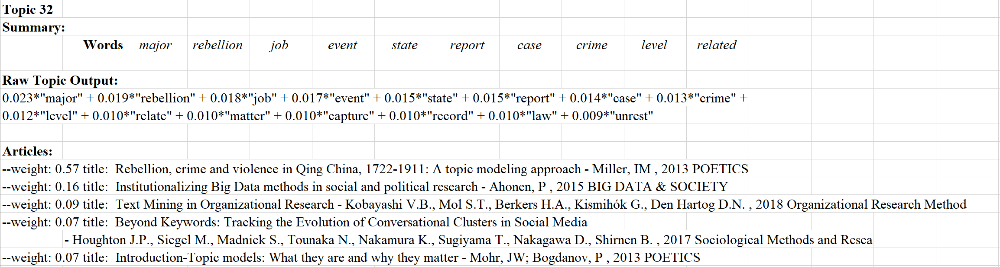 Topic 32
Summary:
Words major rebellion job event state report case crime level related
Raw Topic Output:
0.023*"major" + 0.019*"rebellion" + 0.018*"job" + 0.017*"event" + 0.015*"state" + 0.015*"report" + 0.014*"case" + 0.013*"crime" +
0.012*"level" + 0.010*"relate" + 0.010*"matter" + 0.010*"capture" + 0.010*"record" + 0.010*"law" + 0.009*"unrest"
Articles:
--weight: 0.57 title:  Rebellion, crime and violence in Qing China, 1722-1911: A topic modeling approach - Miller, IM , 2013 POETICS
--weight: 0.16 title:  Institutionalizing Big Data methods in social and political research - Ahonen, P , 2015 BIG DATA & SOCIETY
--weight: 0.09 title:  Text Mining in Organizational Research - Kobayashi V.B., Mol S.T., Berkers H.A., Kismihók G., Den Hartog D.N. , 2018 Organizational Research Method
--weight: 0.07 title:  Beyond Keywords: Tracking the Evolution of Conversational Clusters in Social Media
- Houghton J.P., Siegel M., Madnick S., Tounaka N., Nakamura K., Sugiyama T., Nakagawa D., Shirnen B. , 2017 Sociological Methods and Resea
--weight: 0.07 title:  Introduction-Topic models: What they are and why they matter - Mohr, JW; Bogdanov, P , 2013 POETICS